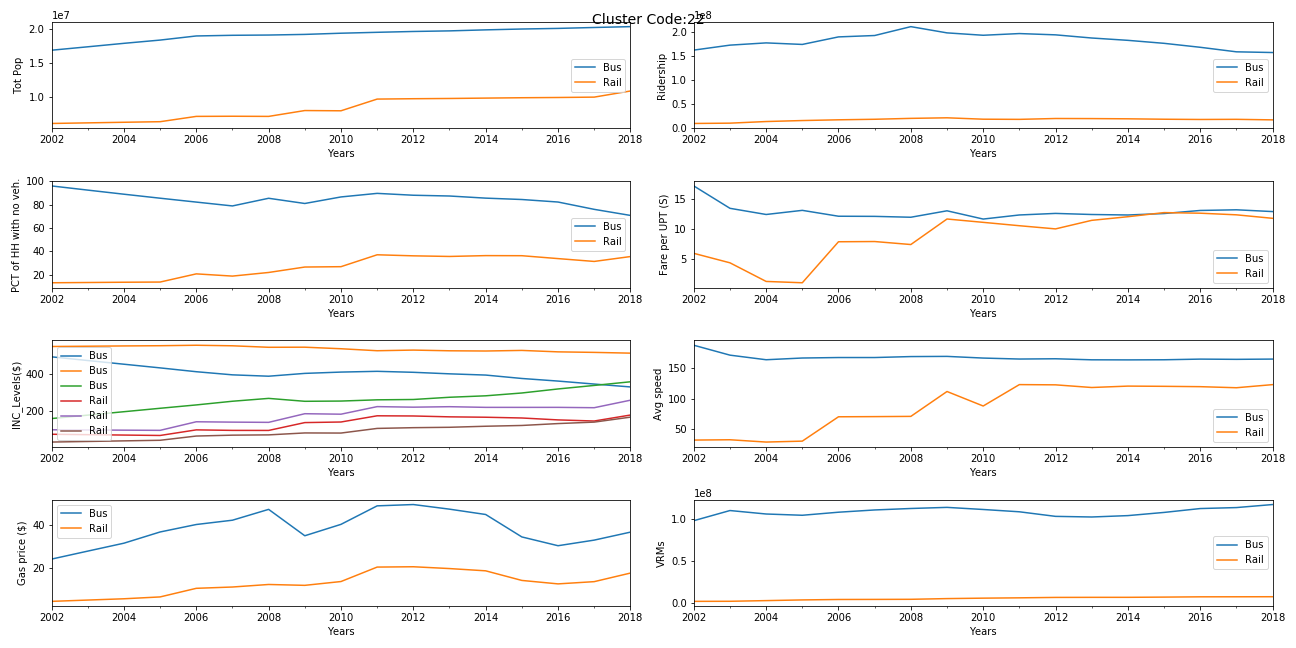 Cluster Code:22
1e7
Tot Pop
2.0
1.5
1.0
Bus
Rail
2002 2004 2006 2008 2010 2012 2014 2016 2018
Years
1e8
Ridership
2.0
1.5
1.0
0.5
0.0
Bus
Rail
2002 2004 2006 2008 2010 2012 2014 2016 2018
Years
PCT of HH with no veh.
100
80
60
40
20
Bus
Rail
2002 2004 2006 2008 2010 2012 2014 2016 2018
Years
Fare per UPT ($)
15
10
5
Bus
Rail
2002 2004 2006 2008 2010 2012 2014 2016 2018
Years
INC_Levels($)
400
200
Bus
Bus
Bus
Rail
Rail
Rail
2002 2004 2006 2008 2010 2012 2014 2016 2018
Years
Avg speed
150
100
50
Bus
Rail
2002 2004 2006 2008 2010 2012 2014 2016 2018
Years
Gas price ($)
40
20
Bus
Rail
2002 2004 2006 2008 2010 2012 2014 2016 2018
Years
1e8
VRMs
1.0
0.5
0.0
Bus
Rail
2002 2004 2006 2008 2010 2012 2014 2016 2018
Years